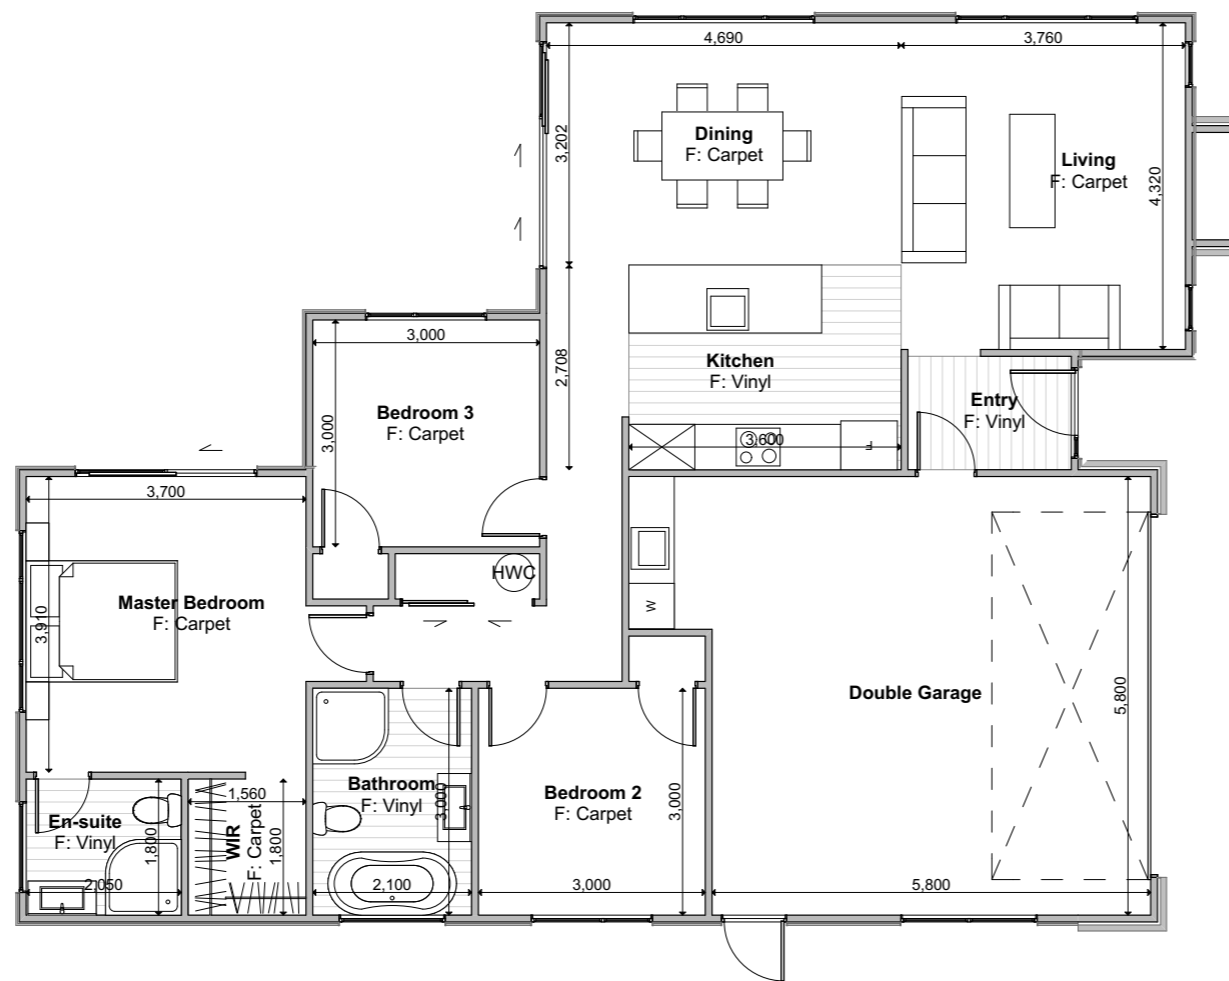 4,690
3,760
Dining
F: Carpet
3,202
Living
F: Carpet
4,320
3,000
Kitchen
F: Vinyl
2,708
Entry
F: Vinyl
Bedroom 3
F: Carpet
3,000
3,600
F
3,700
HWC
Master Bedroom
F: Carpet
3,910
W
Double Garage
5,800
Bathroom
F: Vinyl
3,000
Bedroom 2
F: Carpet
3,000
1,560
En-suite
F: Vinyl
1,800
WIR
F: Carpet
1,800
2,050
2,100
3,000
5,800